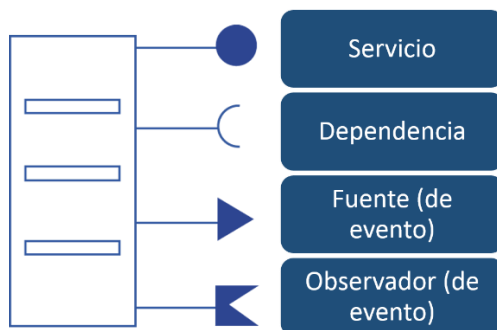 Servicio
Dependencia
Fuente (de
evento)
Observador (de
evento)